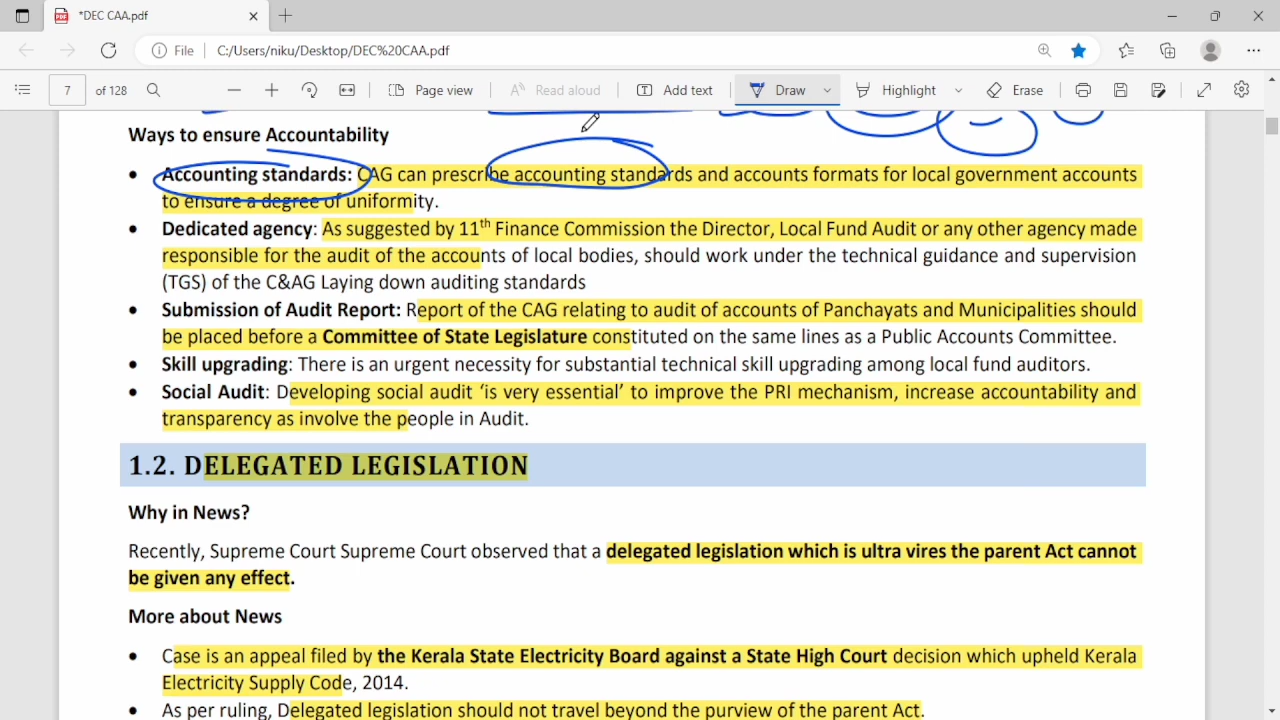 *DEC CAA.pdf
File
C:/Users/niku/Desktop/DEC%20CAA.pdf
7 of 128
Page view
Read aloud
Add text
Draw
Highlight
Erase
Ways to ensure Accountability
• Accounting standards: CAG can prescribe accounting standards and accounts formats for local government accounts
to ensure a degree of uniformity.
• Dedicated agency: As suggested by 11th Finance Commission the Director, Local Fund Audit or any other agency made
responsible for the audit of the accounts of local bodies, should work under the technical guidance and supervision
(TGS) of the C&AG Laying down auditing standards
• Submission of Audit Report: Report of the CAG relating to audit of accounts of Panchayats and Municipalities should
be placed before a Committee of State Legislature constituted on the same lines as a Public Accounts Committee.
• Skill upgrading: There is an urgent necessity for substantial technical skill upgrading among local fund auditors.
• Social Audit: Developing social audit ‘is very essential’ to improve the PRI mechanism, increase accountability and
transparency as involve the people in Audit.
1.2. DELEGATED LEGISLATION
Why in News?
Recently, Supreme Court Supreme Court observed that a delegated legislation which is ultra vires the parent Act cannot
be given any effect.
More about News
• Case is an appeal filed by the Kerala State Electricity Board against a State High Court decision which upheld Kerala
Electricity Supply Code, 2014.
• As per ruling, Delegated legislation should not travel beyond the purview of the parent Act.